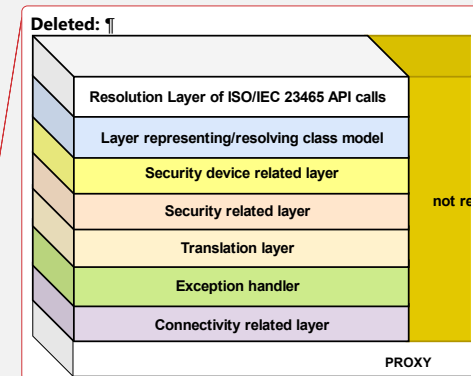 Deleted: ¶
Resolution Layer of ISO/IEC 23465 API calls
Layer representing/resolving class model
Security device related layer
Security related layer
not re
Translation layer
Exception handler
Connectivity related layer
PROXY